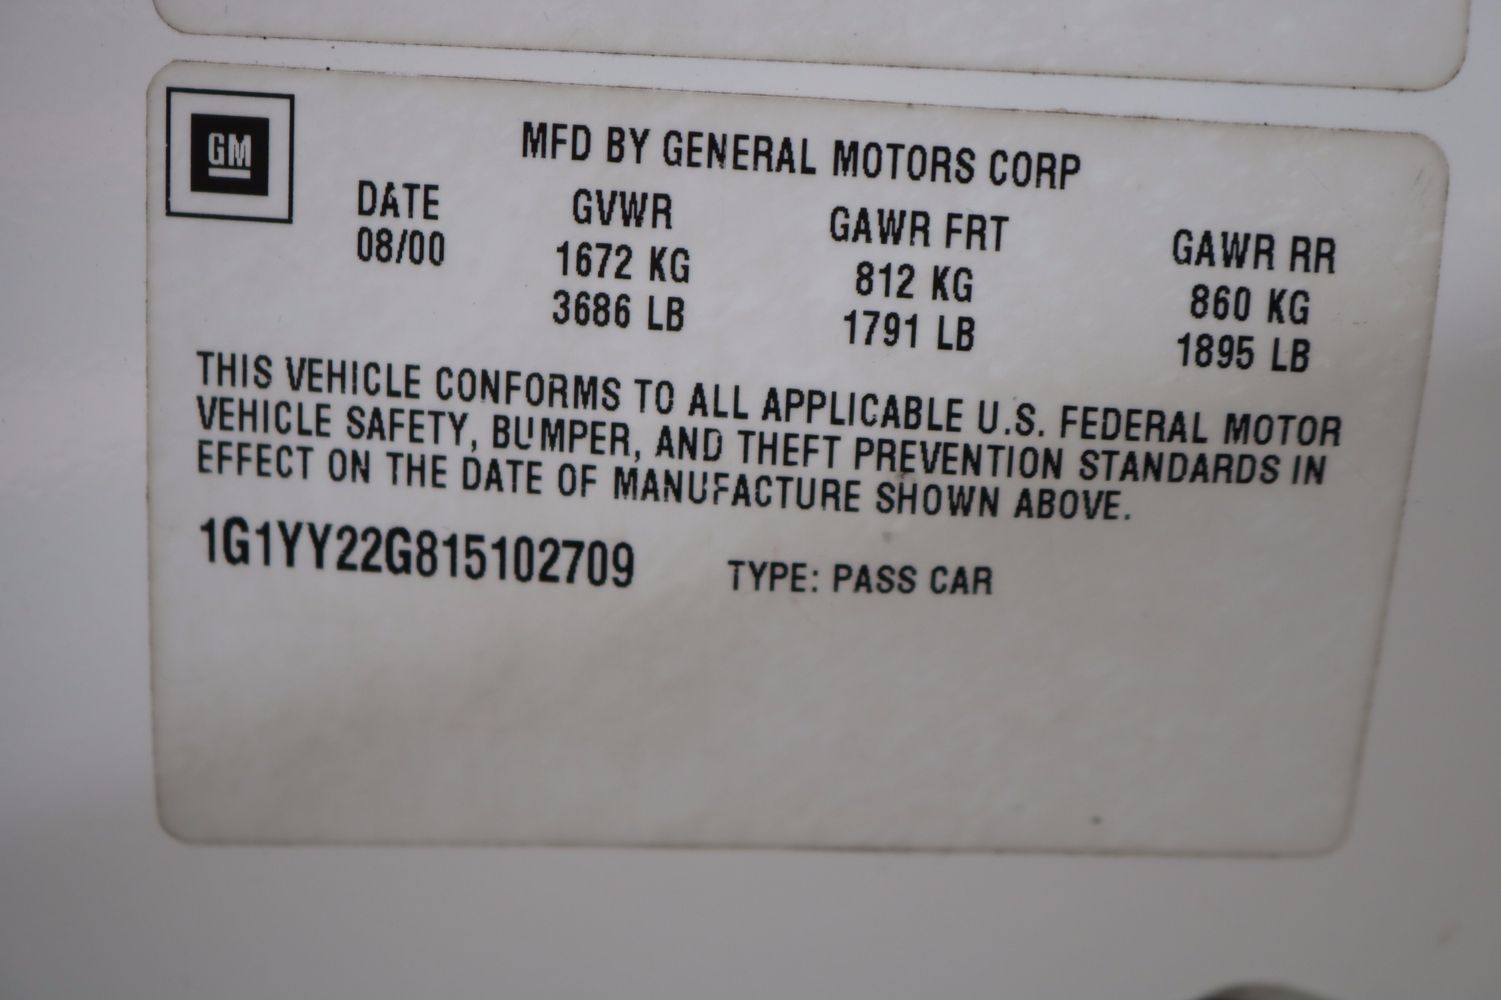 GM
MFD BY GENERAL MOTORS CORP
DATE GVWR GAWR FRT GAWR RR
08/00 1672 KG 812 KG 860 KG
3686 LB 1791 LB 1895 LB
THIS VEHICLE CONFORMS TO ALL APPLICABLE U.S. FEDERAL MOTOR
VEHICLE SAFETY, BUMPER, AND THEFT PREVENTION STANDARDS IN
EFFECT ON THE DATE OF MANUFACTURE SHOWN ABOVE.
1G1YY22G815102709 TYPE: PASS CAR